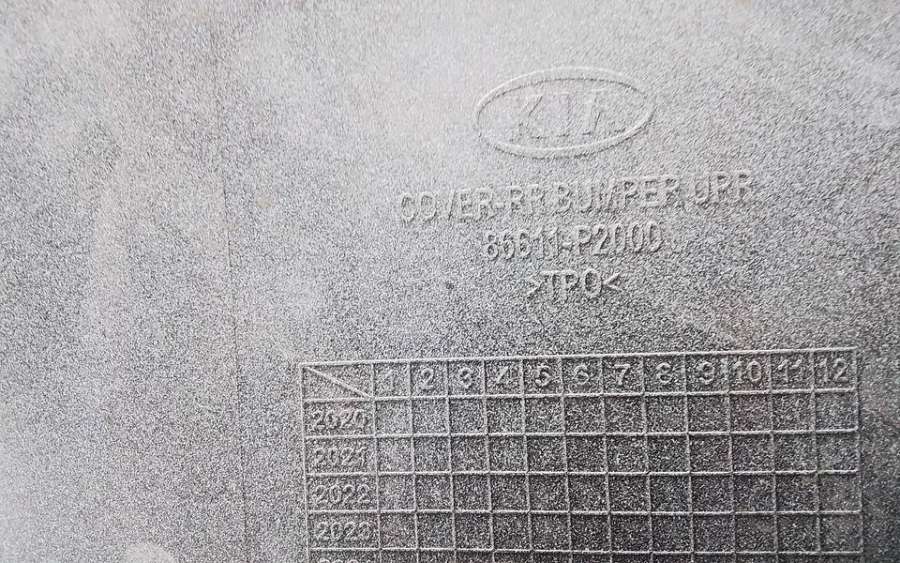 KIA
COVER-RR BUMPER, UPR
86611-P2000
>TPO<
1 2 3 4 5 6 7 8 9 10 11 12
2020
2021
2022
2023